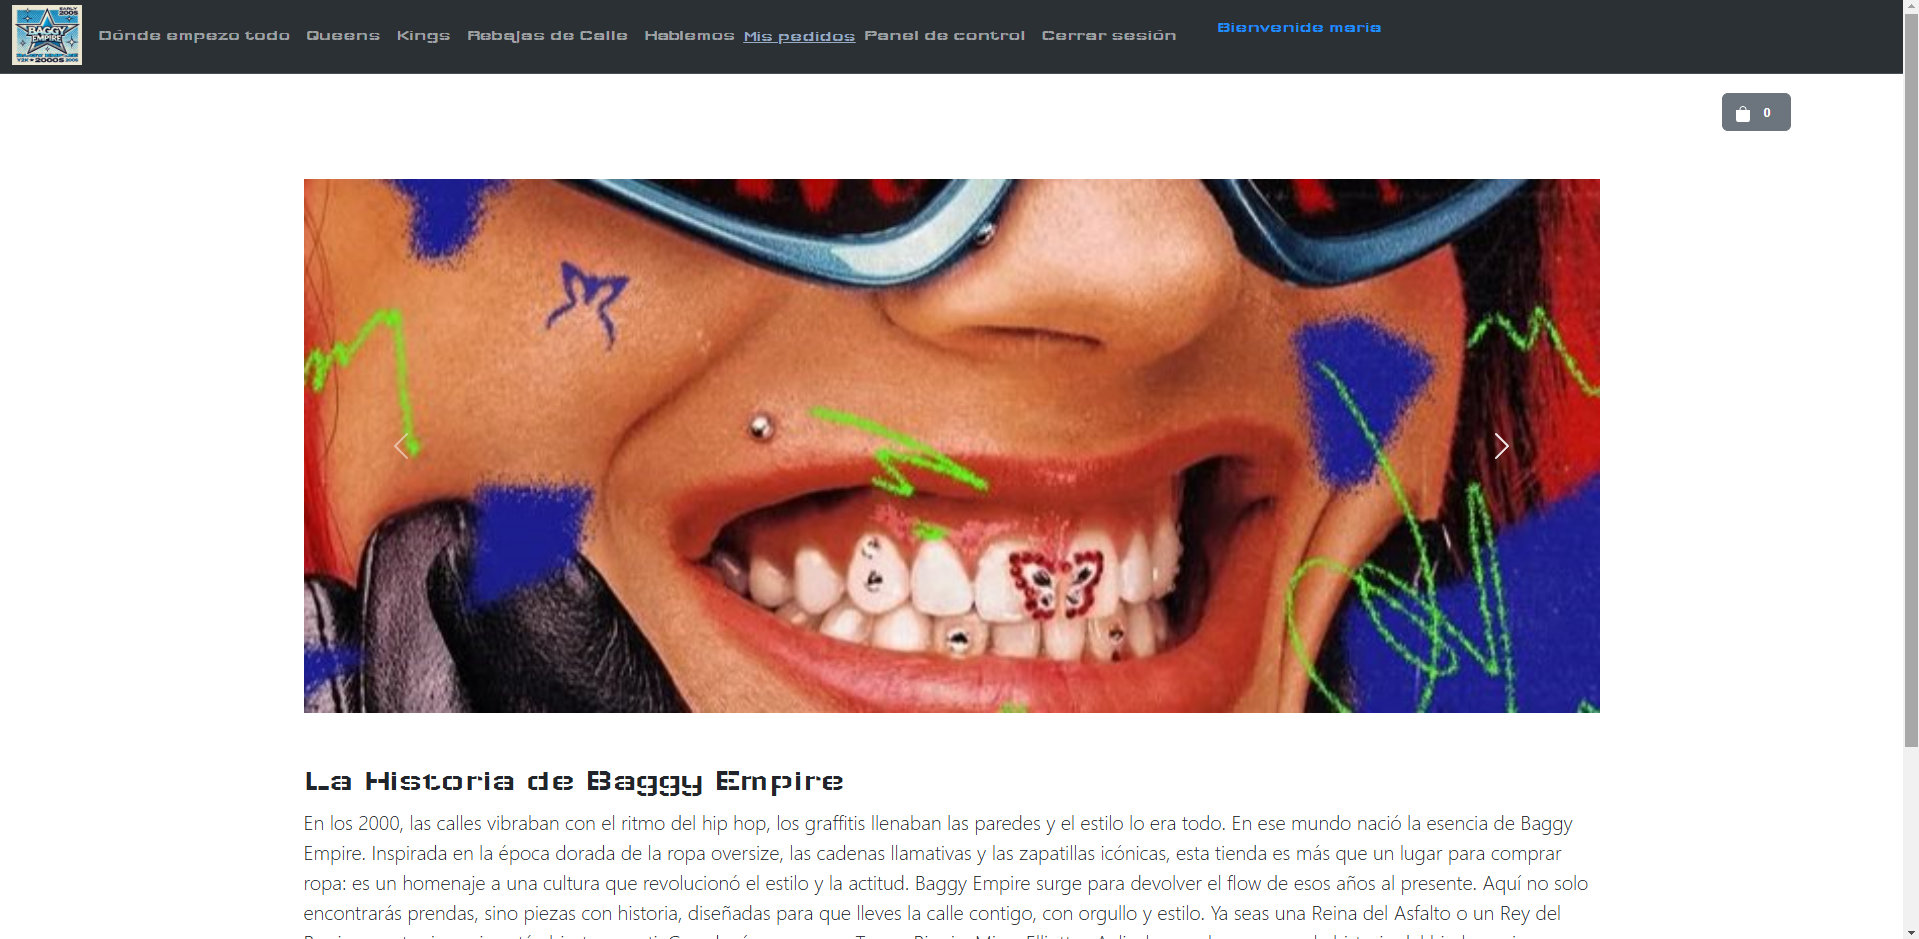 EARLY
2005
BAGGY
EMPIRE
Y2K ★ 2000S
Dónde empezo todo Queens Kings Rebajas de Calle Hablemos Mis pedidos Panel de control Cerrar sesión Bienvenide maria
0
La Historia de Baggy Empire
En los 2000, las calles vibraban con el ritmo del hip hop, los graffitis llenaban las paredes y el estilo lo era todo. En ese mundo nació la esencia de Baggy
Empire. Inspirada en la época dorada de la ropa oversize, las cadenas llamativas y las zapatillas icónicas, esta tienda es más que un lugar para comprar
ropa: es un homenaje a una cultura que revolucionó el estilo y la actitud. Baggy Empire surge para devolver el flow de esos años al presente. Aquí no solo
encontrarás prendas, sino piezas con historia, diseñadas para que lleves la calle contigo, con orgullo y estilo. Ya seas una Reina del Asfalto o un Rey del